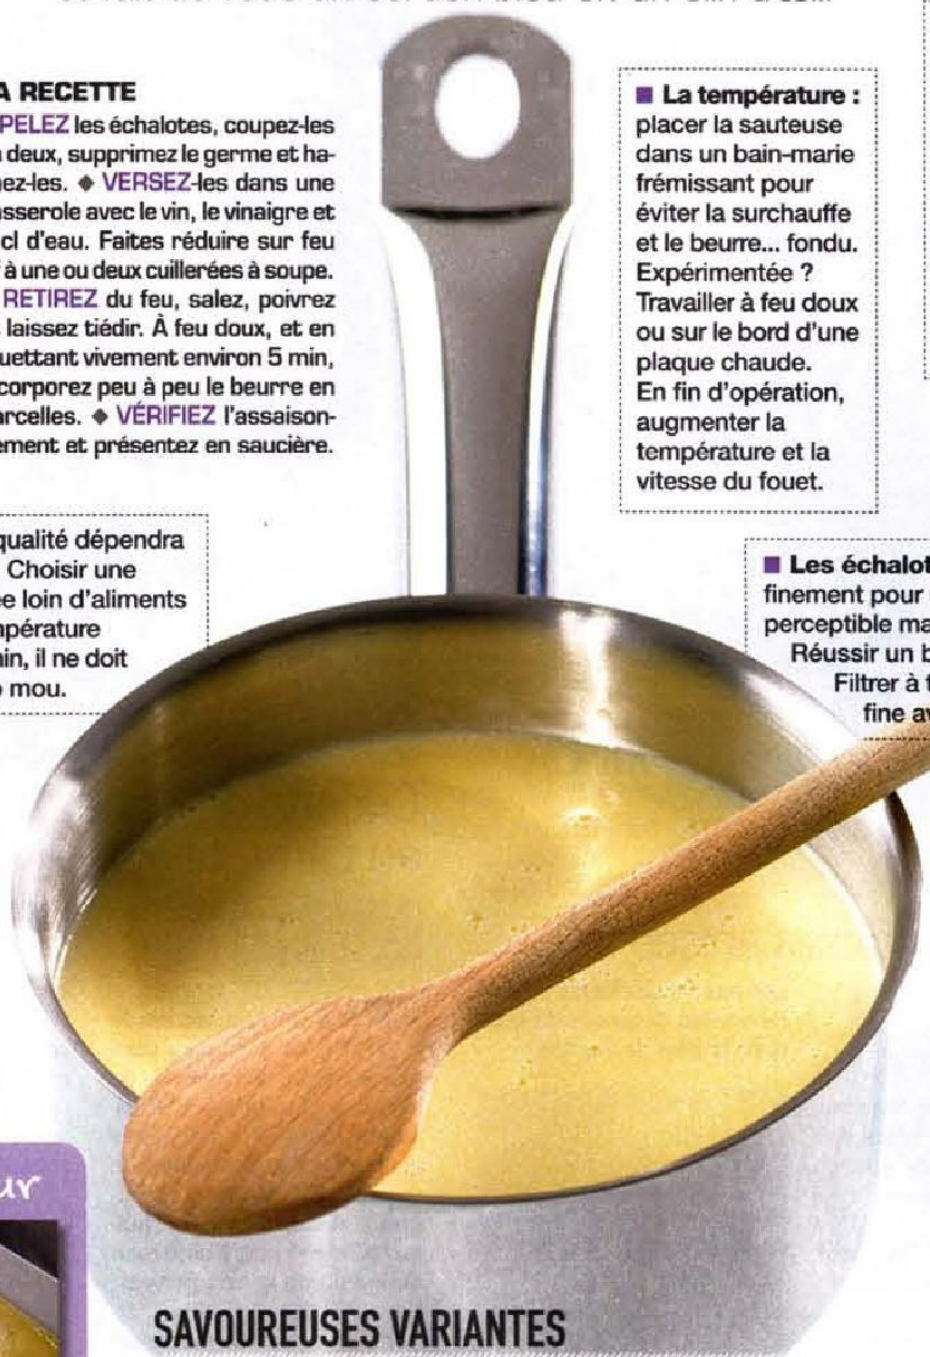 A RECETTE
PELEZ les échalotes, coupez-les
deux, supprimez le germe et ha-
ez-les. ◆ VERSEZ-les dans une
sserole avec le vin, le vinaigre et
cl d'eau. Faites réduire sur feu
à une ou deux cuillerées à soupe.
RETIREZ du feu, salez, poivrez
laissez tiédir. À feu doux, et en
uettant vivement environ 5 min,
corporez peu à peu le beurre en
arcelles. ◆ VÉRIFIEZ l'assaison-
ement et présentez en saucière.
■ La température :
placer la sauteuse
dans un bain-marie
frémissant pour
éviter la surchauffe
et le beurre... fondu.
Expérimentée ?
Travailler à feu doux
ou sur le bord d'une
plaque chaude.
En fin d'opération,
augmenter la
température et la
vitesse du fouet.
qualité dépendra
Choisir une
e loin d'aliments
mpérature
in, il ne doit
mou.
■ Les échalot
finement pour
perceptible ma
Réussir un b
Filtrer à t
fine av
ur
SAVOUREUSES VARIANTES